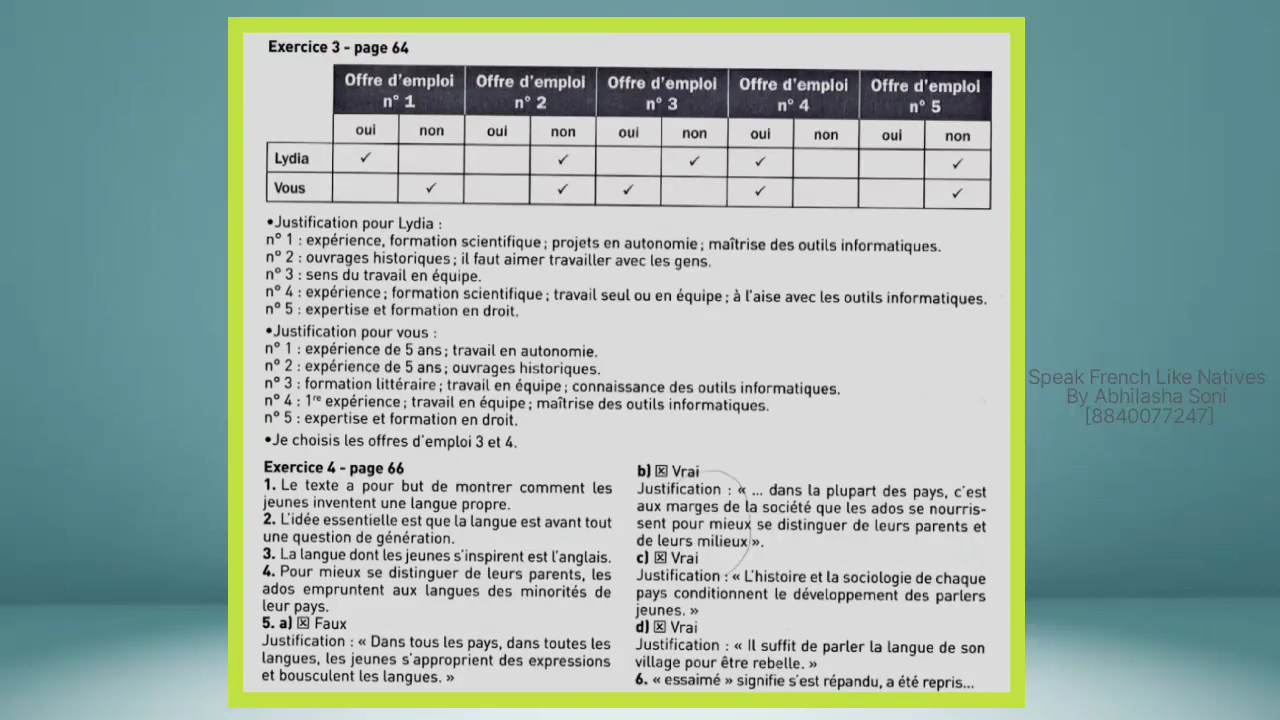 Exercice 3 - page 64
Offre d'emploi n° 1 Offre d'emploi n° 2 Offre d'emploi n° 3 Offre d'emploi n° 4 Offre d'emploi n° 5
oui non oui non oui non oui non oui non
Lydia ✓ ✓ ✓ ✓ ✓
Vous ✓ ✓ ✓ ✓ ✓
•Justification pour Lydia :
n° 1 : expérience, formation scientifique ; projets en autonomie ; maîtrise des outils informatiques.
n° 2 : ouvrages historiques ; il faut aimer travailler avec les gens.
n° 3 : sens du travail en équipe.
n° 4 : expérience ; formation scientifique ; travail seul ou en équipe ; à l'aise avec les outils informatiques.
n° 5 : expertise et formation en droit.
•Justification pour vous :
n° 1 : expérience de 5 ans ; travail en autonomie.
n° 2 : expérience de 5 ans ; ouvrages historiques.
n° 3 : formation littéraire ; travail en équipe ; connaissance des outils informatiques.
n° 4 : 1re expérience ; travail en équipe ; maîtrise des outils informatiques.
n° 5 : expertise et formation en droit.
•Je choisis les offres d'emploi 3 et 4.
Exercice 4 - page 66
1. Le texte a pour but de montrer comment les
jeunes inventent une langue propre.
2. L'idée essentielle est que la langue est avant tout
une question de génération.
3. La langue dont les jeunes s'inspirent est l'anglais.
4. Pour mieux se distinguer de leurs parents, les
ados empruntent aux langues des minorités de
leur pays.
5. a) ☒ Faux
Justification : « Dans tous les pays, dans toutes les
langues, les jeunes s'approprient des expressions
et bousculent les langues. »
b) ☒ Vrai
Justification : « ... dans la plupart des pays, c'est
aux marges de la société que les ados se nourris-
sent pour mieux se distinguer de leurs parents et
de leurs milieux ».
c) ☒ Vrai
Justification : « L'histoire et la sociologie de chaque
pays conditionnent le développement des parlers
jeunes. »
d) ☒ Vrai
Justification : « Il suffit de parler la langue de son
village pour être rebelle. »
6. « essaimé » signifie s'est répandu, a été repris...
Speak French Like Natives
By Abhilasha Soni
[8840077247]